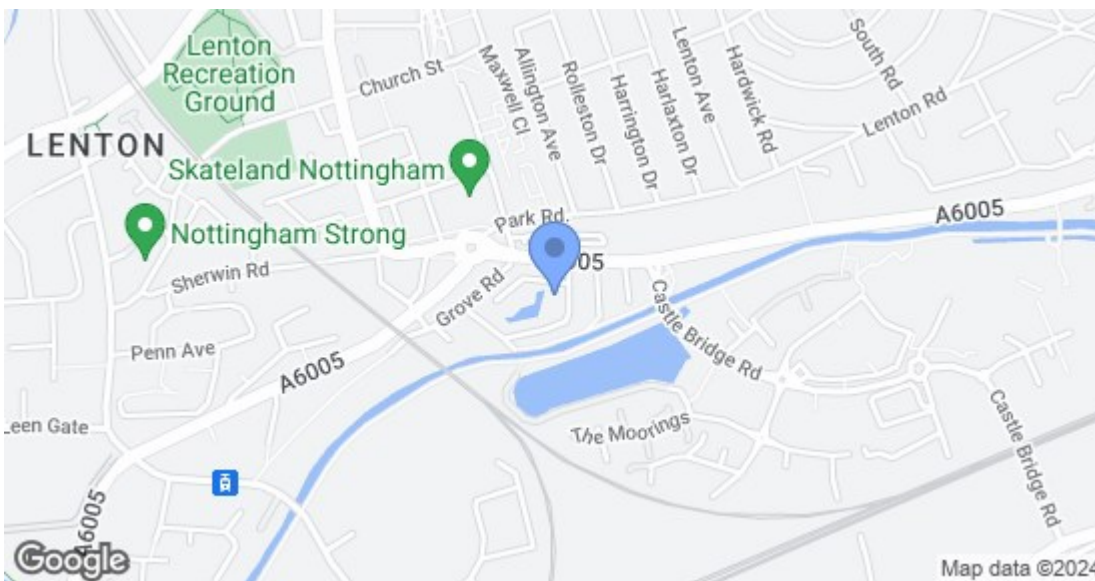 Lenton
Recreation
Ground
Church St
Maxwell Cl
Allington Ave
Rolleston Dr
Harrington Dr
Harlaxton Dr
Lenton Ave
Hardwick Rd
South Rd
Lenton Rd
LENTON
Skateland Nottingham
Nottingham Strong
Park Rd.
A6005
Sherwin Rd
Grove Rd
Castle Bridge Rd
Penn Ave
A6005
The Moorings
Castle Bridge Rd
Leen Gate
A6005
Google
Map data ©2024